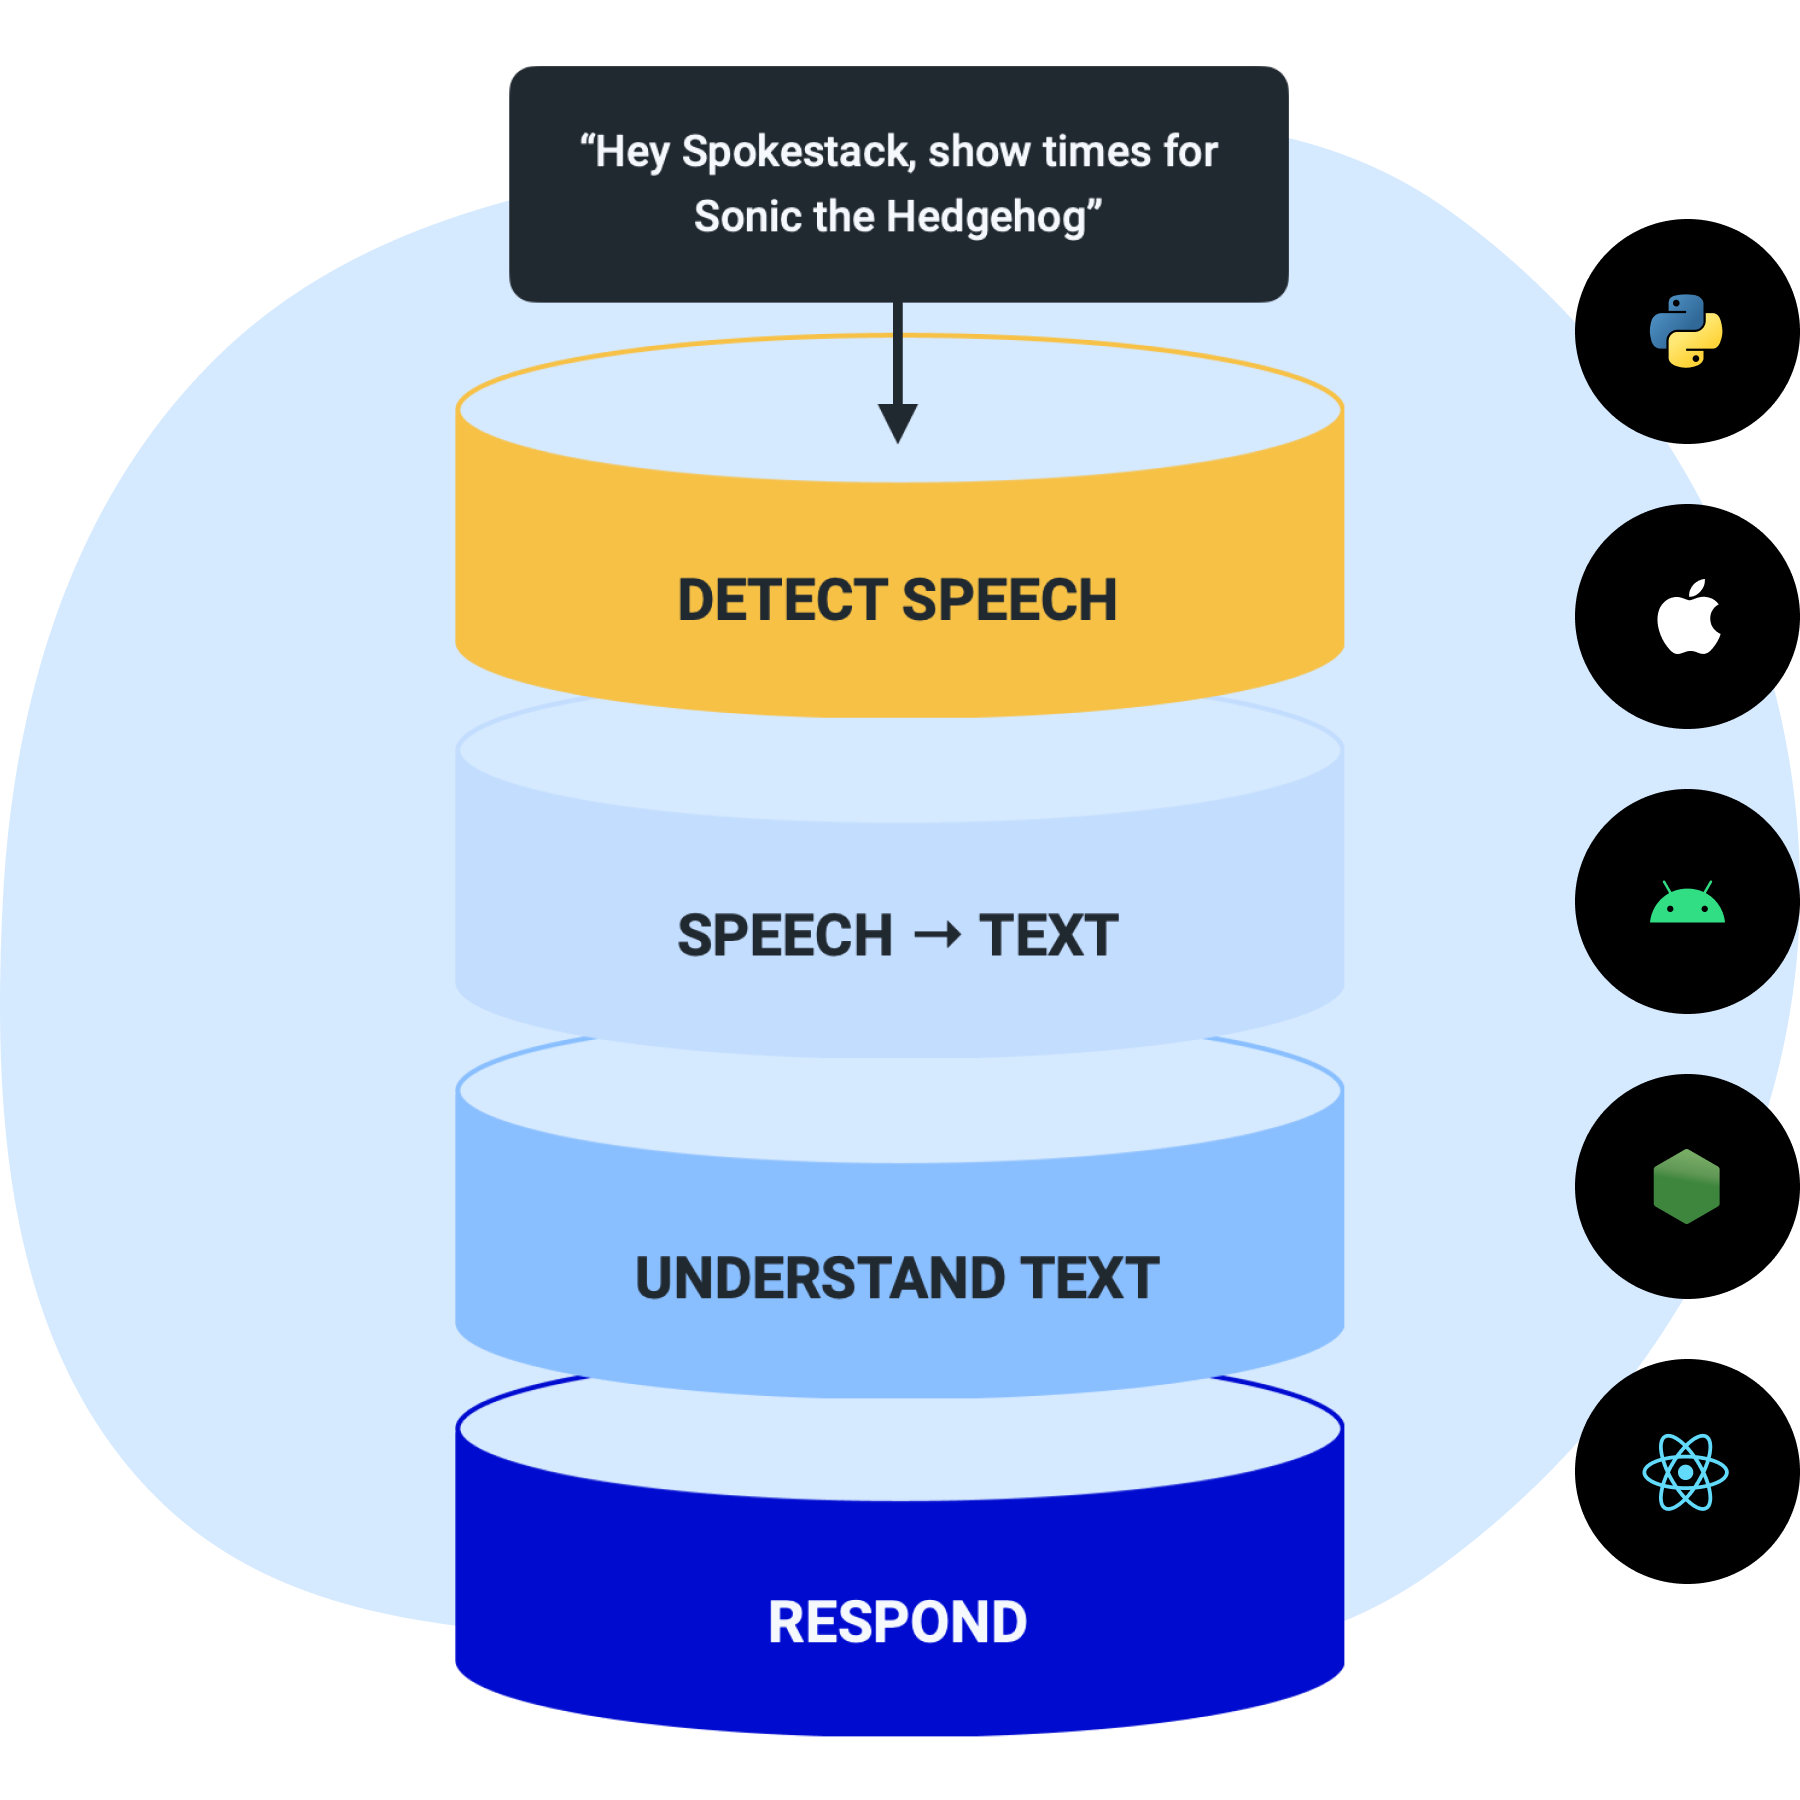 “Hey Spokestack, show times for
Sonic the Hedgehog”
DETECT SPEECH
SPEECH → TEXT
UNDERSTAND TEXT
RESPOND